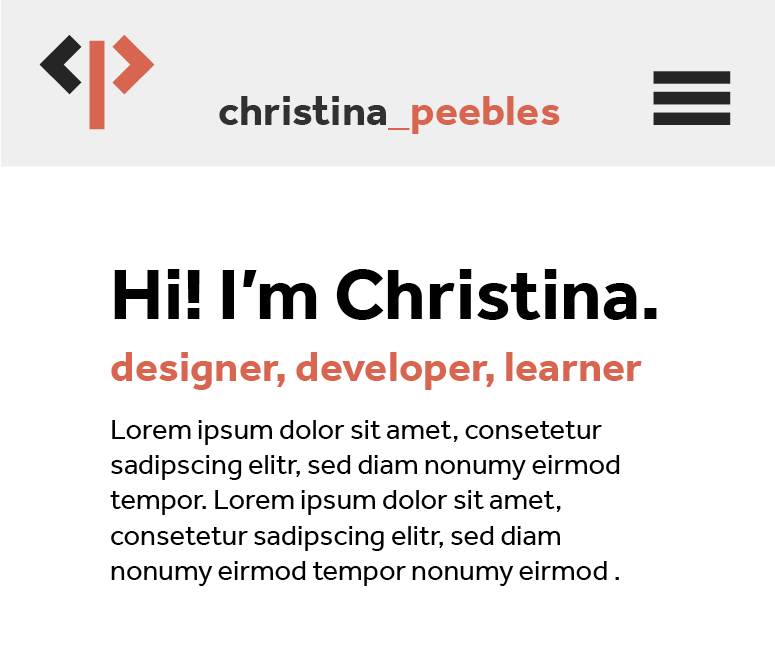 christina_peebles
Hi! I’m Christina.
designer, developer, learner
Lorem ipsum dolor sit amet, consetetur
sadipscing elitr, sed diam nonumy eirmod
tempor. Lorem ipsum dolor sit amet,
consetetur sadipscing elitr, sed diam
nonumy eirmod tempor nonumy eirmod .